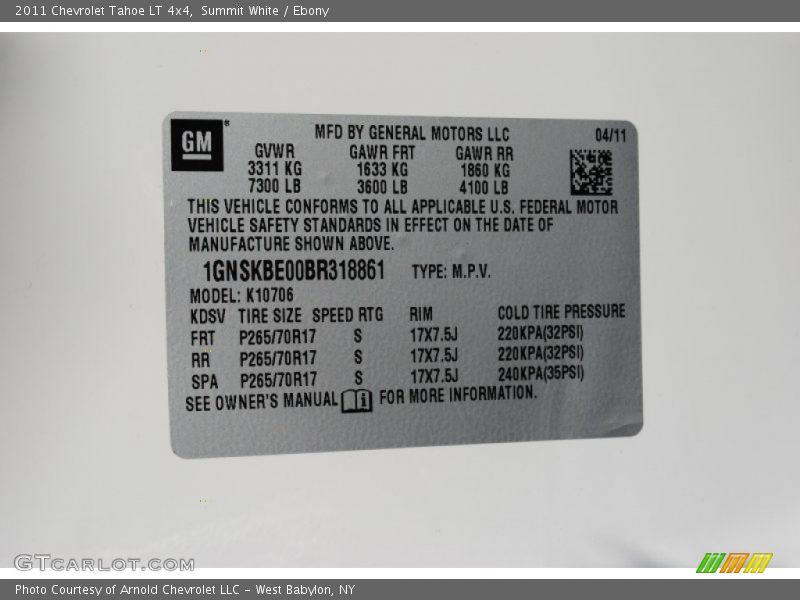 2011 Chevrolet Tahoe LT 4x4, Summit White / Ebony
GM
MFD BY GENERAL MOTORS LLC 04/11
GVWR GAWR FRT GAWR RR
3311 KG 1633 KG 1860 KG
7300 LB 3600 LB 4100 LB
THIS VEHICLE CONFORMS TO ALL APPLICABLE U.S. FEDERAL MOTOR
VEHICLE SAFETY STANDARDS IN EFFECT ON THE DATE OF
MANUFACTURE SHOWN ABOVE.
1GNSKBE00BR318861 TYPE: M.P.V.
MODEL: K10706
KDSV TIRE SIZE SPEED RTG RIM COLD TIRE PRESSURE
FRT P265/70R17 S 17X7.5J 220KPA(32PSI)
RR P265/70R17 S 17X7.5J 220KPA(32PSI)
SPA P265/70R17 S 17X7.5J 240KPA(35PSI)
SEE OWNER'S MANUAL FOR MORE INFORMATION.
GTCARLOT.COM
Photo Courtesy of Arnold Chevrolet LLC - West Babylon, NY